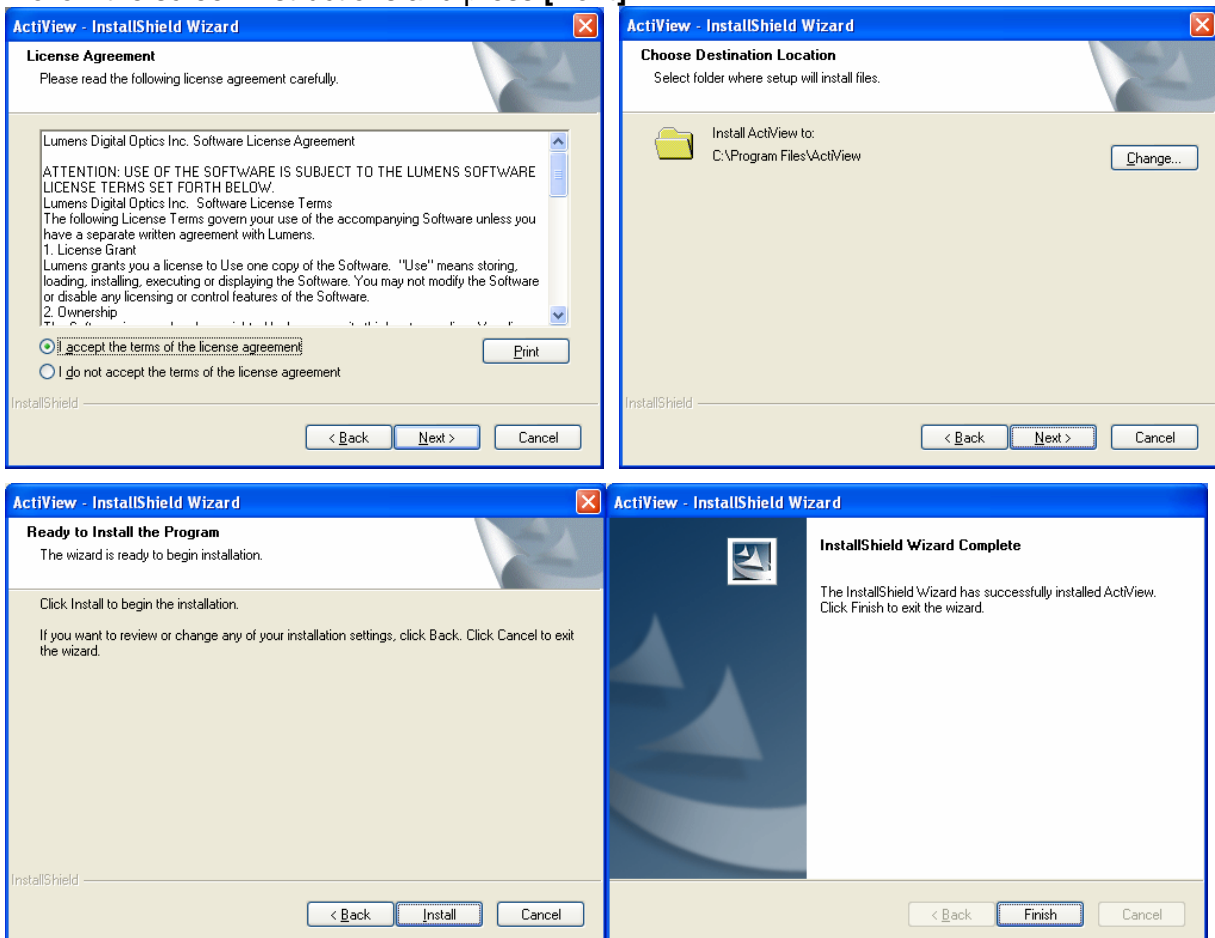 ActiView - InstallShield Wizard
License Agreement
Please read the following license agreement carefully.
Lumens Digital Optics Inc. Software License Agreement
ATTENTION: USE OF THE SOFTWARE IS SUBJECT TO THE LUMENS SOFTWARE
LICENSE TERMS SET FORTH BELOW.
Lumens Digital Optics Inc.  Software License Terms
The following License Terms govern your use of the accompanying Software unless you
have a separate written agreement with Lumens.
1. License Grant
Lumens grants you a license to Use one copy of the Software.  "Use" means storing,
loading, installing, executing or displaying the Software. You may not modify the Software
or disable any licensing or control features of the Software.
2. Ownership
I accept the terms of the license agreement
Print
I do not accept the terms of the license agreement
InstallShield
< Back
Next >
Cancel
ActiView - InstallShield Wizard
Choose Destination Location
Select folder where setup will install files.
Install ActiView to:
C:\Program Files\ActiView
Change...
InstallShield
< Back
Next >
Cancel
ActiView - InstallShield Wizard
Ready to Install the Program
The wizard is ready to begin installation.
Click Install to begin the installation.
If you want to review or change any of your installation settings, click Back. Click Cancel to exit
the wizard.
InstallShield
< Back
Install
Cancel
ActiView - InstallShield Wizard
InstallShield Wizard Complete
The InstallShield Wizard has successfully installed ActiView.
Click Finish to exit the wizard.
< Back
Finish
Cancel